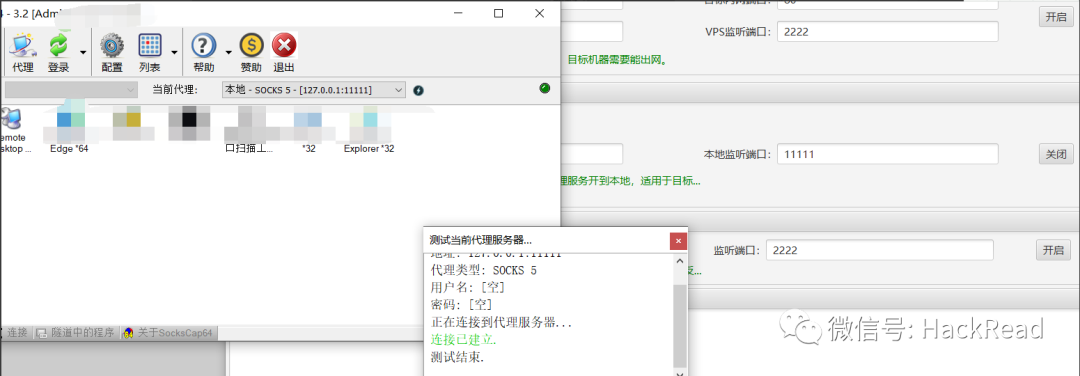 - 3.2 [Adm
代理 登录 配置 列表 帮助 赞助 退出
当前代理: 本地 - SOCKS 5 - [127.0.0.1:11111]
emote
sktop ...
Edge *64
口扫描工...
*32
Explorer *32
连接 隧道中的程序 关于SocksCap64
开启
VPS监听端口: 2222
目标机器需要能出网。
本地监听端口: 11111 关闭
理服务开到本地，适用于目标...
监听端口: 2222 开启
测试当前代理服务器...
地址: 127.0.0.1:11111
代理类型: SOCKS 5
用户名: [空]
密码: [空]
正在连接到代理服务器...
连接已建立.
测试结束.
微信号: HackRead